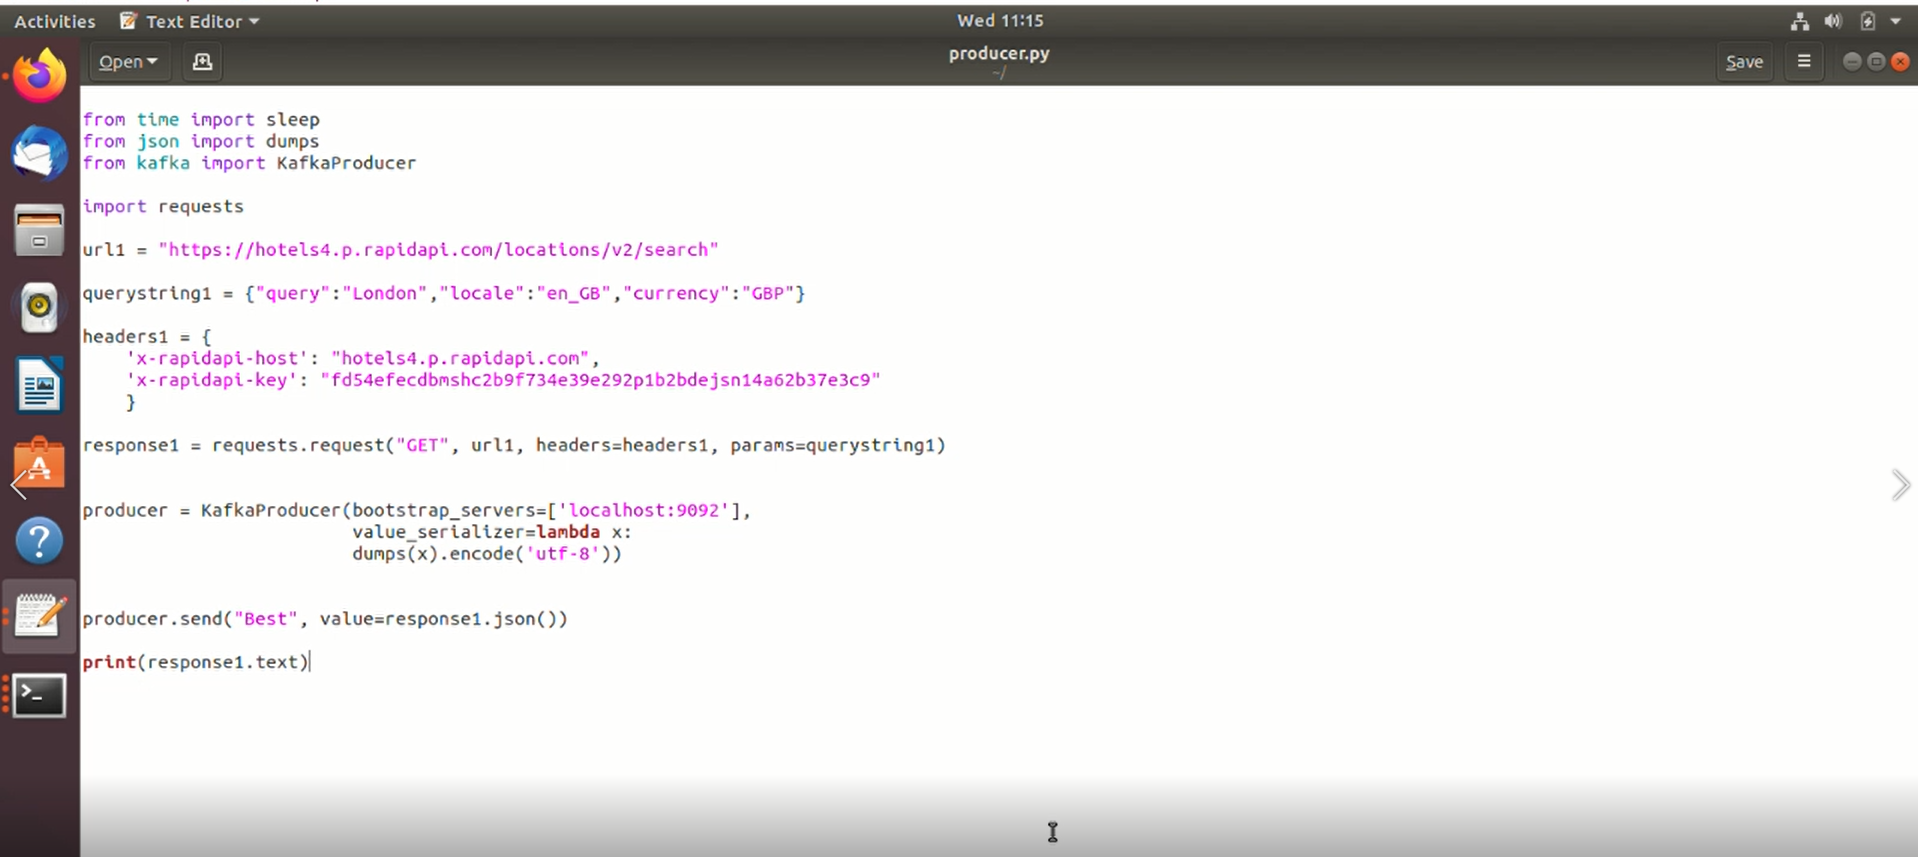 Activities Text Editor Wed 11:15
Open producer.py Save
~/
from time import sleep
from json import dumps
from kafka import KafkaProducer
import requests
url1 = "https://hotels4.p.rapidapi.com/locations/v2/search"
querystring1 = {"query":"London","locale":"en_GB","currency":"GBP"}
headers1 = {
    'x-rapidapi-host': "hotels4.p.rapidapi.com",
    'x-rapidapi-key': "fd54efecdbmshc2b9f734e39e292p1b2bdejsn14a62b37e3c9"
    }
response1 = requests.request("GET", url1, headers=headers1, params=querystring1)
producer = KafkaProducer(bootstrap_servers=['localhost:9092'],
                         value_serializer=lambda x:
                         dumps(x).encode('utf-8'))
producer.send("Best", value=response1.json())
print(response1.text)